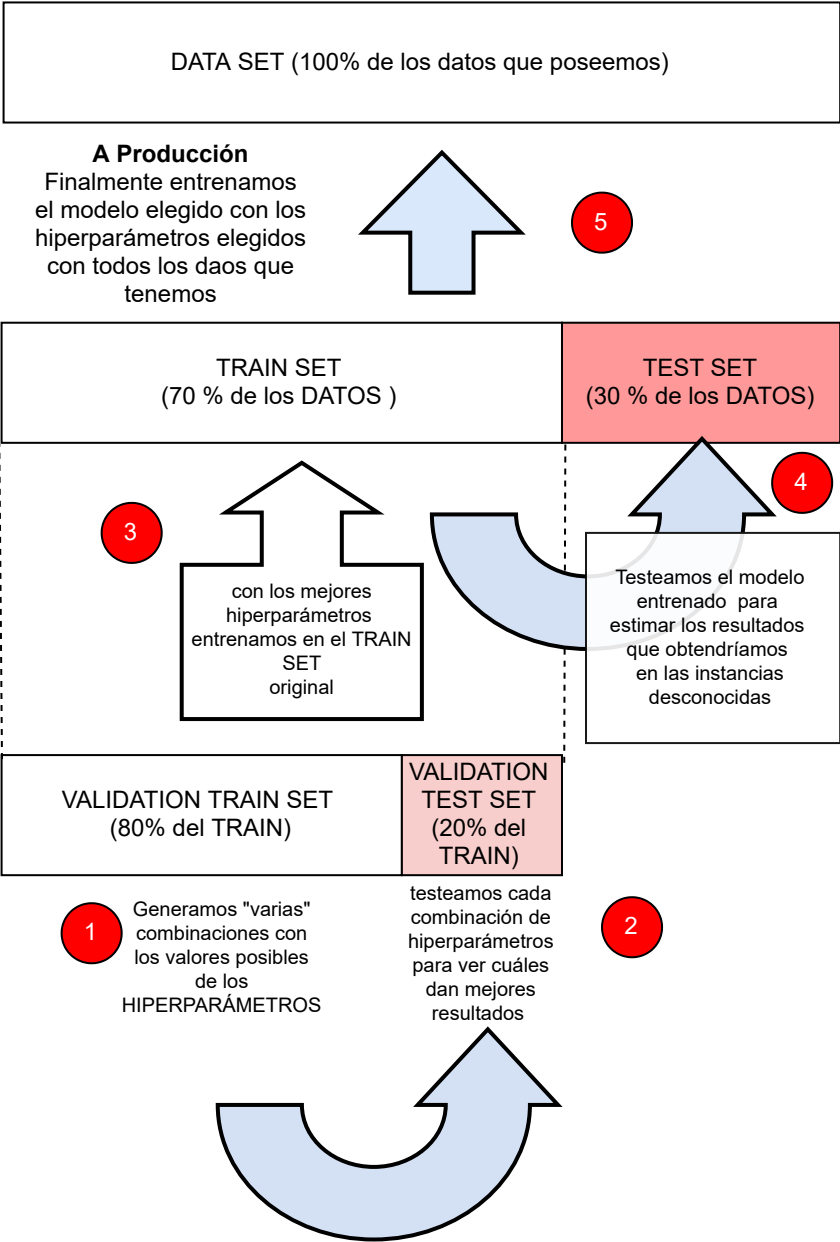 DATA SET (100% de los datos que poseemos)
A Producción
Finalmente entrenamos
el modelo elegido con los
hiperparámetros elegidos
con todos los daos que
tenemos
5
TRAIN SET
(70 % de los DATOS )
TEST SET
(30 % de los DATOS)
3
con los mejores
hiperparámetros
entrenamos en el TRAIN
SET
original
4
Testeamos el modelo
entrenado para
estimar los resultados
que obtendríamos
en las instancias
desconocidas
VALIDATION TRAIN SET
(80% del TRAIN)
VALIDATION
TEST SET
(20% del
TRAIN)
1
Generamos "varias"
combinaciones con
los valores posibles
de los
HIPERPARÁMETROS
testeamos cada
combinación de
hiperparámetros
para ver cuáles
dan mejores
resultados
2